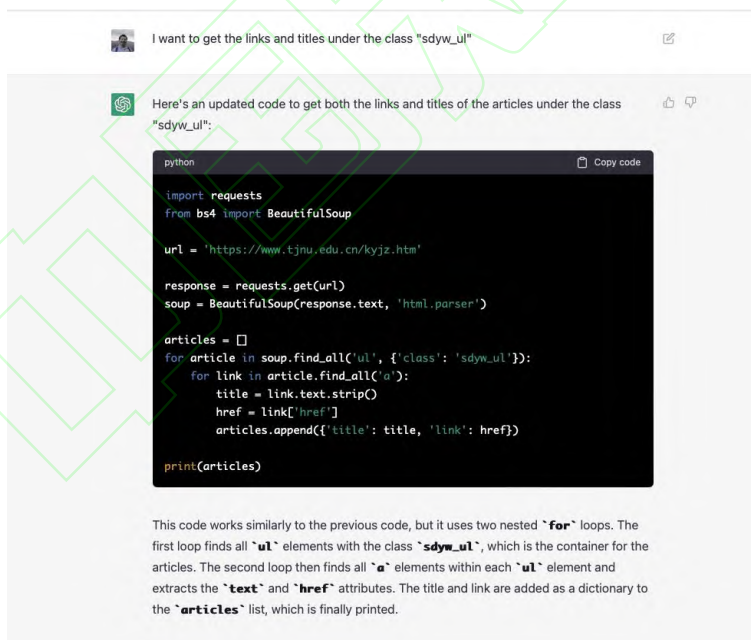 I want to get the links and titles under the class "sdyw_ul"
Here's an updated code to get both the links and titles of the articles under the class
"sdyw_ul":
python Copy code
import requests
from bs4 import BeautifulSoup
url = 'https://www.tjnu.edu.cn/kyjz.htm'
response = requests.get(url)
soup = BeautifulSoup(response.text, 'html.parser')
articles = []
for article in soup.find_all('ul', {'class': 'sdyw_ul'}):
    for link in article.find_all('a'):
        title = link.text.strip()
        href = link['href']
        articles.append({'title': title, 'link': href})
print(articles)
This code works similarly to the previous code, but it uses two nested `for` loops. The
first loop finds all `ul` elements with the class `sdyw_ul`, which is the container for the
articles. The second loop then finds all `a` elements within each `ul` element and
extracts the `text` and `href` attributes. The title and link are added as a dictionary to
the `articles` list, which is finally printed.